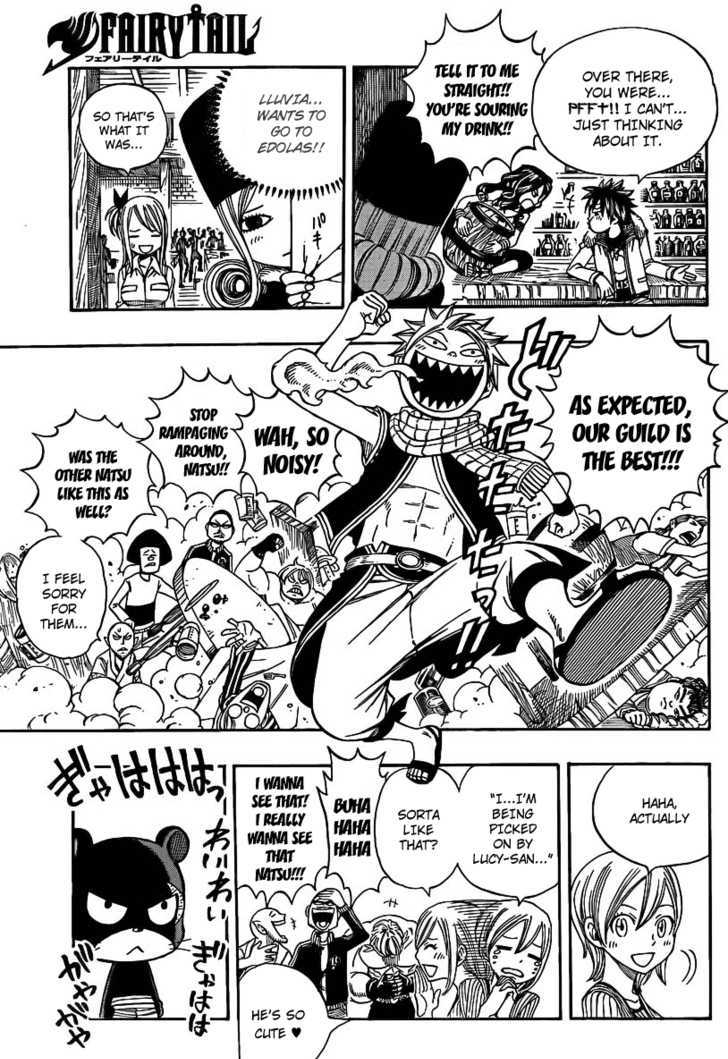 FAIRY TAIL
フェアリーテイル
OVER THERE,
YOU WERE...
PFFT!! I CAN'T...
JUST THINKING
ABOUT IT.
TELL IT TO ME
STRAIGHT!!
YOU'RE SOURING
MY DRINK!!
LLUVIA...
WANTS TO
GO TO
EDOLAS!!
SO THAT'S
WHAT IT
WAS...
AS EXPECTED,
OUR GUILD IS
THE BEST!!!
WAH, SO
NOISY!
STOP
RAMPAGING
AROUND,
NATSU!!
WAS THE
OTHER NATSU
LIKE THIS AS
WELL?
I FEEL
SORRY
FOR
THEM...
HAHA,
ACTUALLY
"I...I'M
BEING
PICKED
ON BY
LUCY-SAN..."
SORTA
LIKE
THAT?
BUHA
HAHA
HAHA
I WANNA
SEE THAT!
I REALLY
WANNA SEE
THAT
NATSU!!!
HE'S SO
CUTE ♥
ぎゃはははっ
わいわい
ぎゃはは
ガヤガヤ